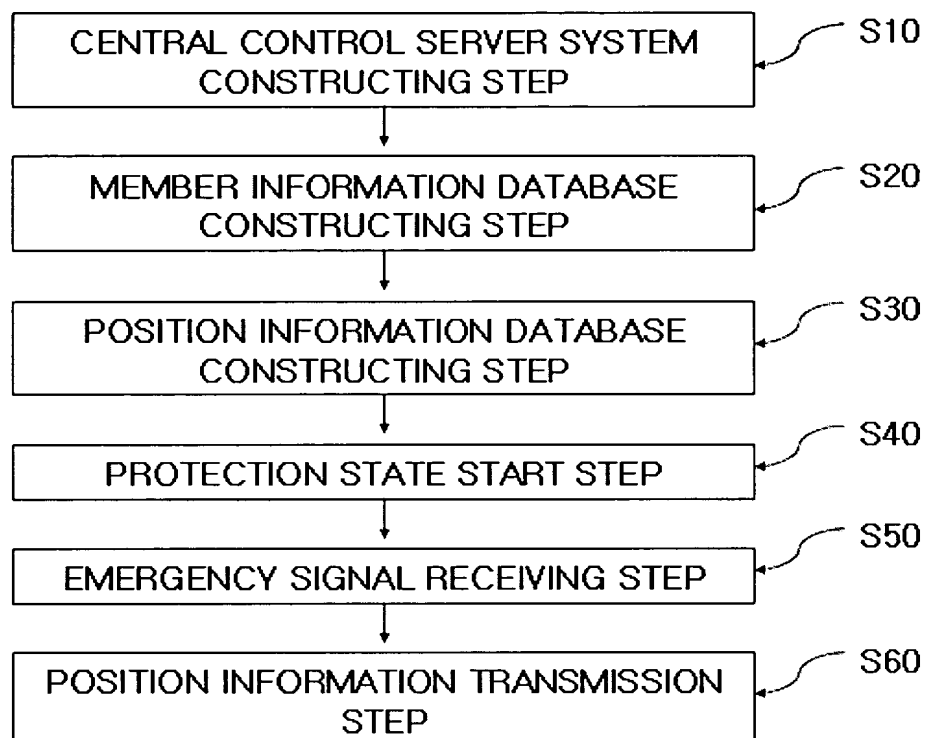 CENTRAL CONTROL SERVER SYSTEM
CONSTRUCTING STEP
S10
MEMBER INFORMATION DATABASE
CONSTRUCTING STEP
S20
POSITION INFORMATION DATABASE
CONSTRUCTING STEP
S30
PROTECTION STATE START STEP
S40
EMERGENCY SIGNAL RECEIVING STEP
S50
POSITION INFORMATION TRANSMISSION
STEP
S60